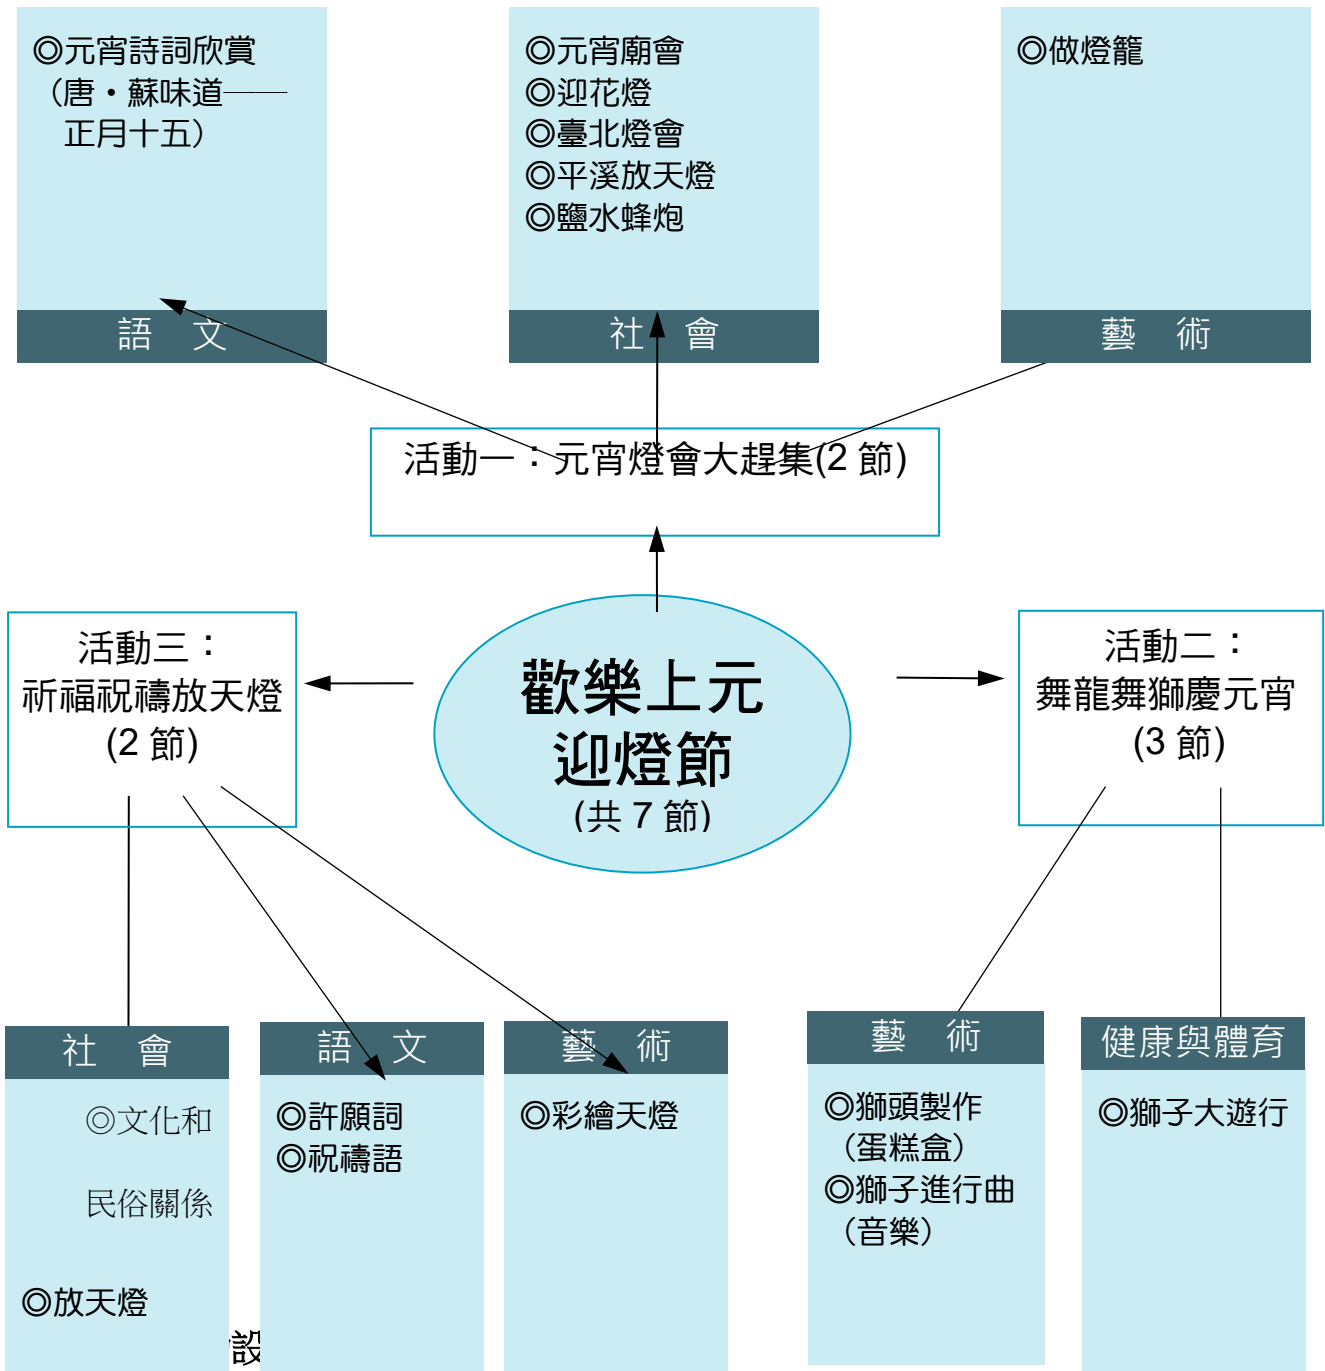 ◎元宵詩詞欣賞
（唐・蘇味道──
正月十五）
語　文
◎元宵廟會
◎迎花燈
◎臺北燈會
◎平溪放天燈
◎鹽水蜂炮
社　會
◎做燈籠
藝　術
活動一：元宵燈會大趕集(2 節)
歡樂上元
迎燈節
(共 7 節)
活動三：
祈福祝禱放天燈
(2 節)
活動二：
舞龍舞獅慶元宵
(3 節)
社　會
◎文化和
民俗關係
◎放天燈
語　文
◎許願詞
◎祝禱語
藝　術
◎彩繪天燈
藝　術
◎獅頭製作
（蛋糕盒）
◎獅子進行曲
（音樂）
健康與體育
◎獅子大遊行
設